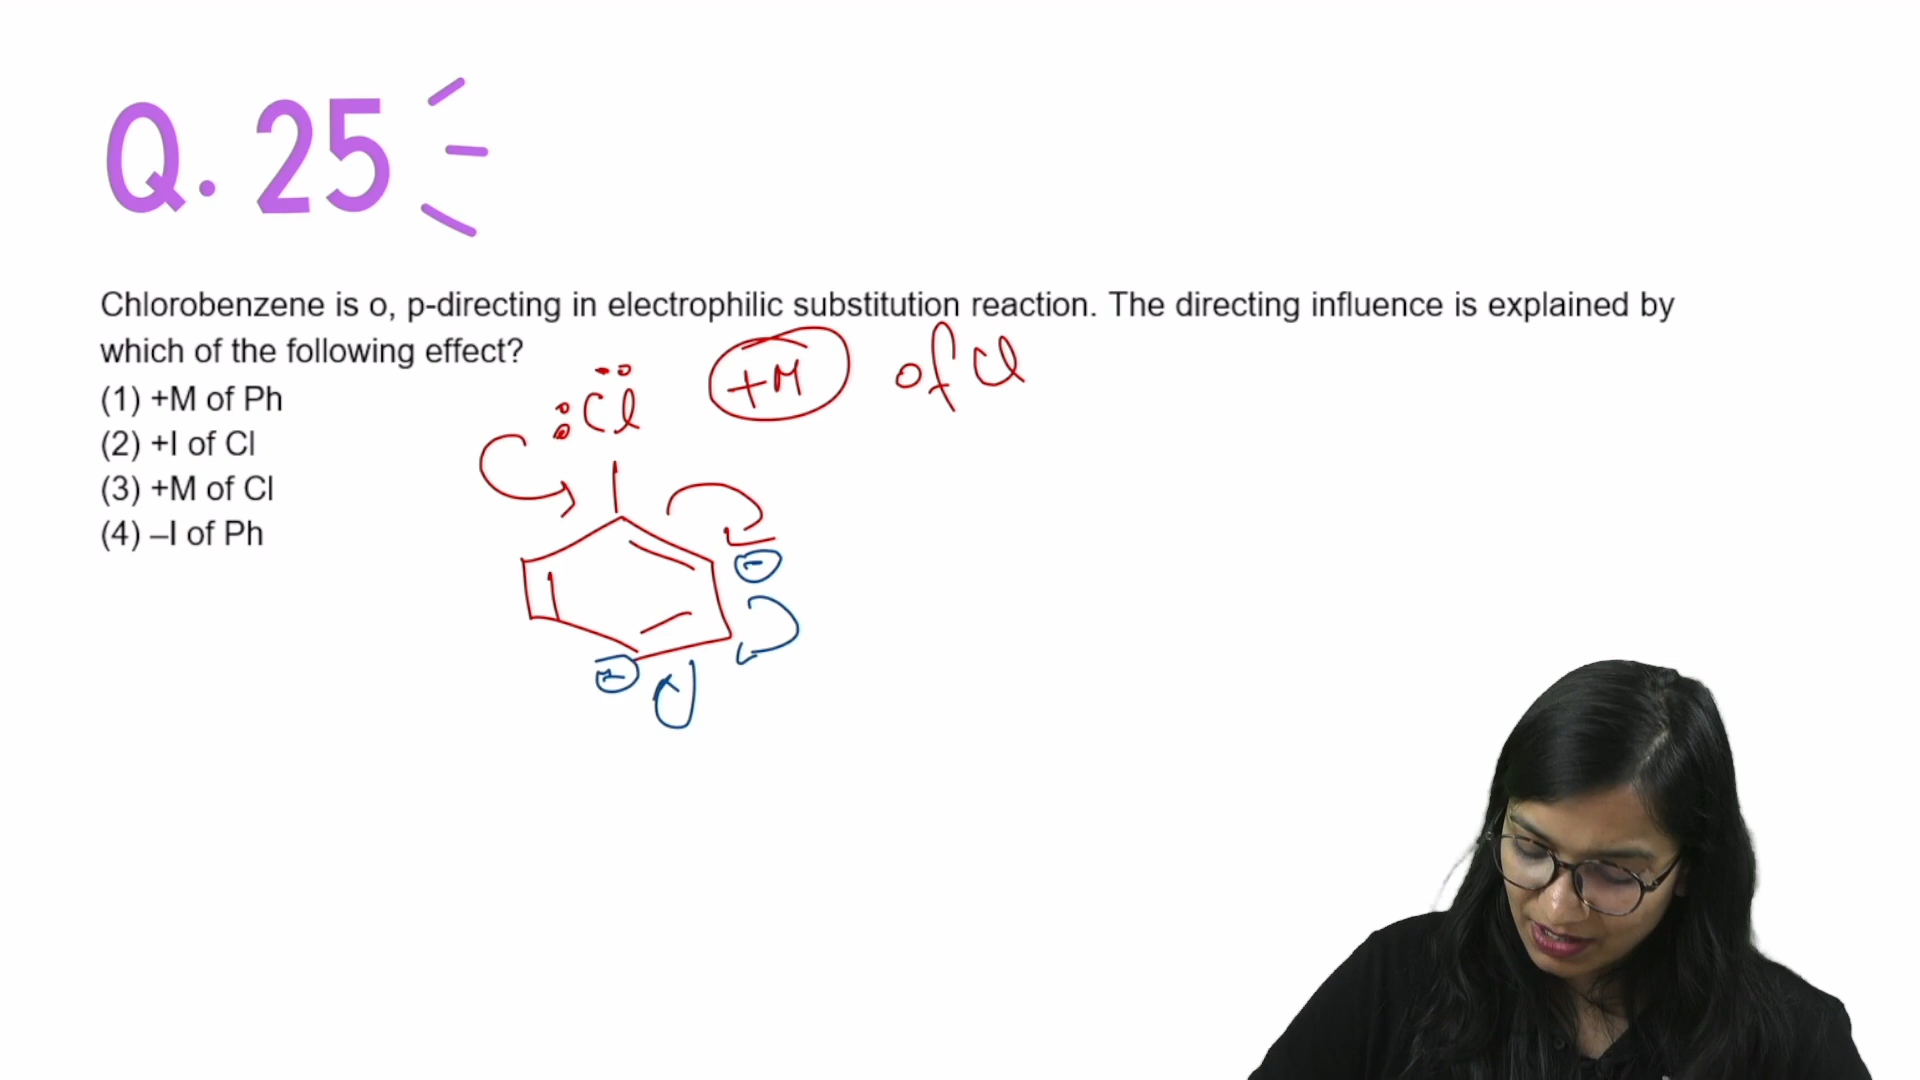 Q. 25
Chlorobenzene is o, p-directing in electrophilic substitution reaction. The directing influence is explained by
which of the following effect?
(1) +M of Ph
(2) +I of Cl
(3) +M of Cl
(4) –I of Ph
+M of Cl
Cl